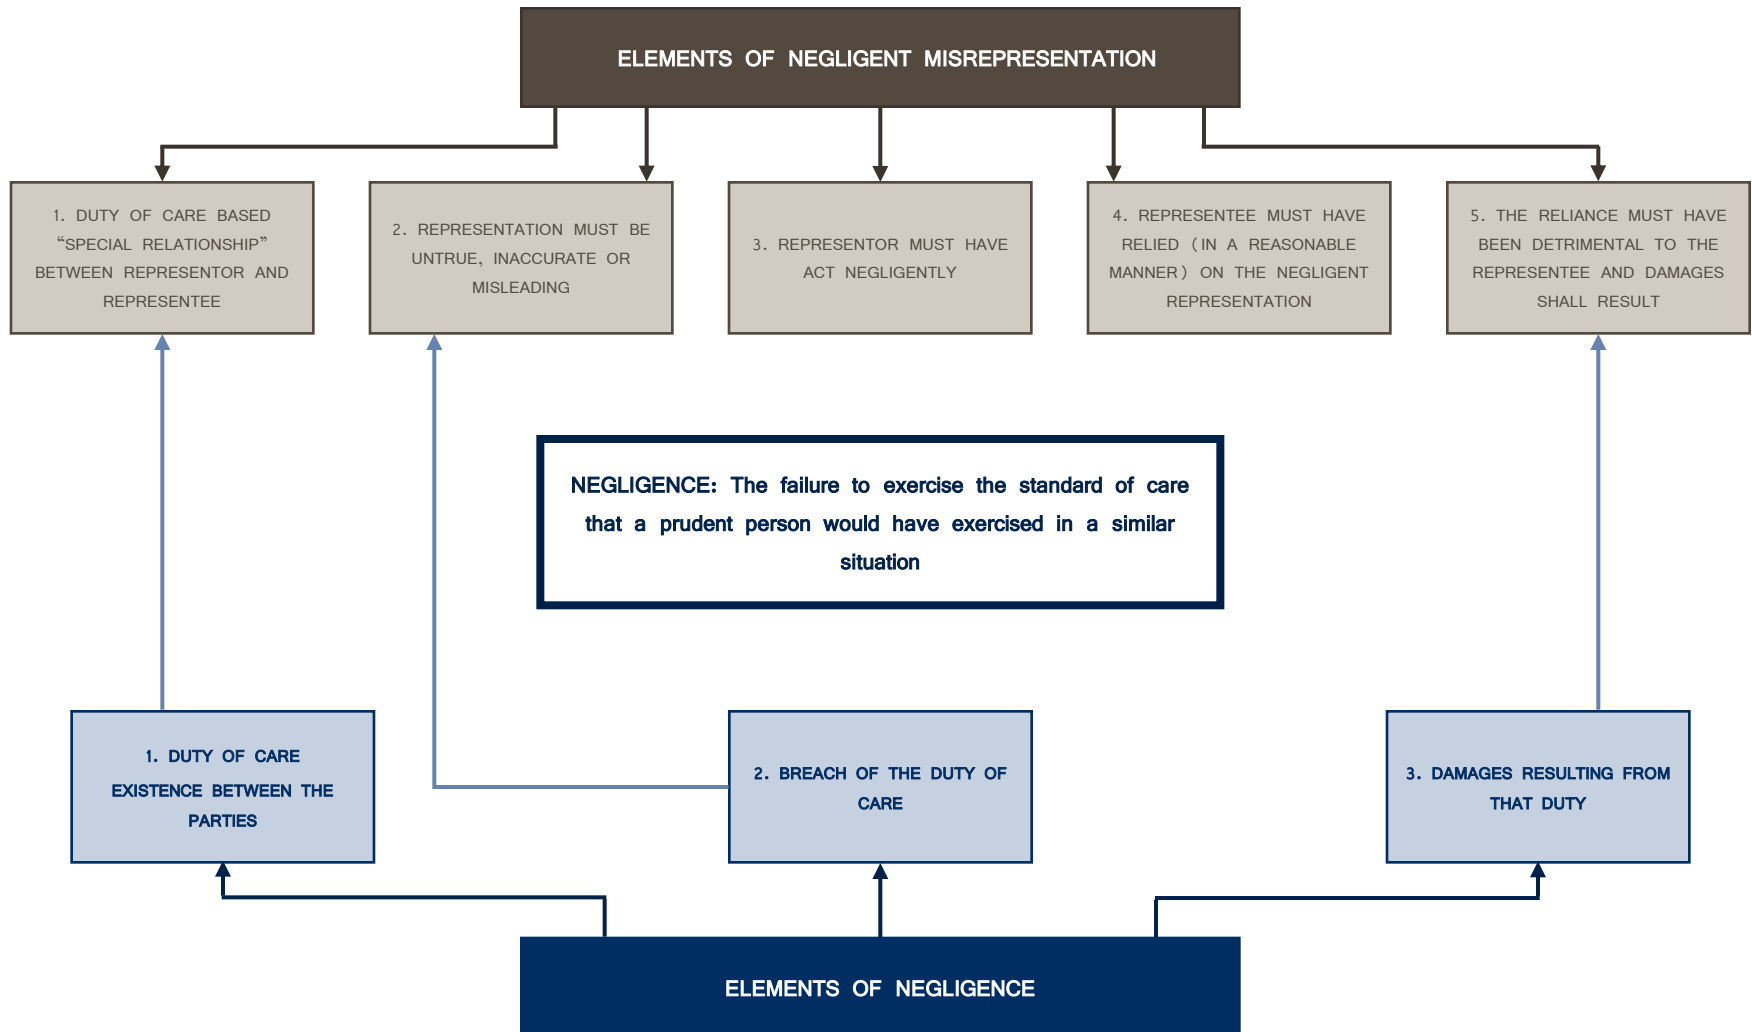 ELEMENTS OF NEGLIGENT MISREPRESENTATION
1. DUTY OF CARE BASED
“SPECIAL RELATIONSHIP”
BETWEEN REPRESENTOR AND
REPRESENTEE
2. REPRESENTATION MUST BE
UNTRUE, INACCURATE OR
MISLEADING
3. REPRESENTOR MUST HAVE
ACT NEGLIGENTLY
4. REPRESENTEE MUST HAVE
RELIED (IN A REASONABLE
MANNER) ON THE NEGLIGENT
REPRESENTATION
5. THE RELIANCE MUST HAVE
BEEN DETRIMENTAL TO THE
REPRESENTEE AND DAMAGES
SHALL RESULT
NEGLIGENCE: The failure to exercise the standard of care
that a prudent person would have exercised in a similar
situation
1. DUTY OF CARE
EXISTENCE BETWEEN THE
PARTIES
2. BREACH OF THE DUTY OF
CARE
3. DAMAGES RESULTING FROM
THAT DUTY
ELEMENTS OF NEGLIGENCE